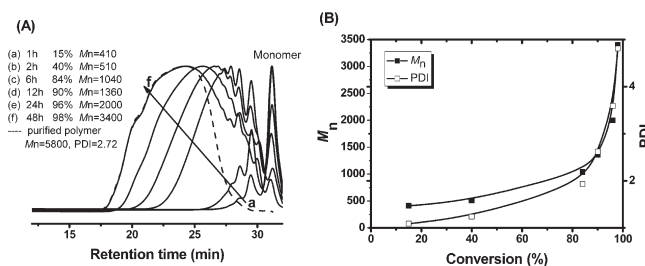 (A)
(a) 1h 15% Mn=410
(b) 2h 40% Mn=510
(c) 6h 84% Mn=1040
(d) 12h 90% Mn=1360
(e) 24h 96% Mn=2000
(f) 48h 98% Mn=3400
---- purified polymer
Mn=5800, PDI=2.72
Monomer
f
a
15 20 25 30
Retention time (min)
(B)
3500
3000
2500
2000
1500
1000
500
0
Mn
Mn
PDI
4
2
PDI
0 20 40 60 80 100
Conversion (%)